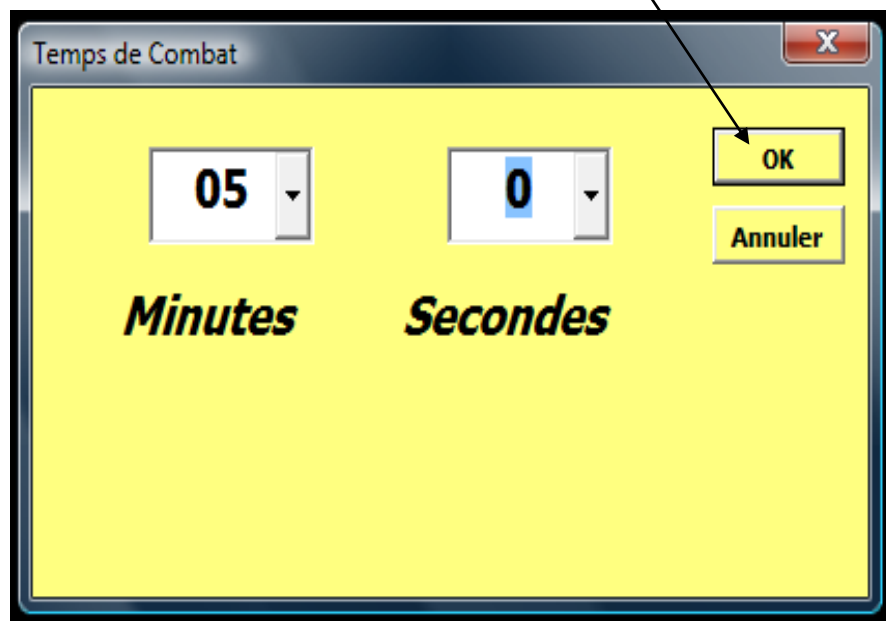 Temps de Combat
X
05
0
OK
Annuler
Minutes
Secondes